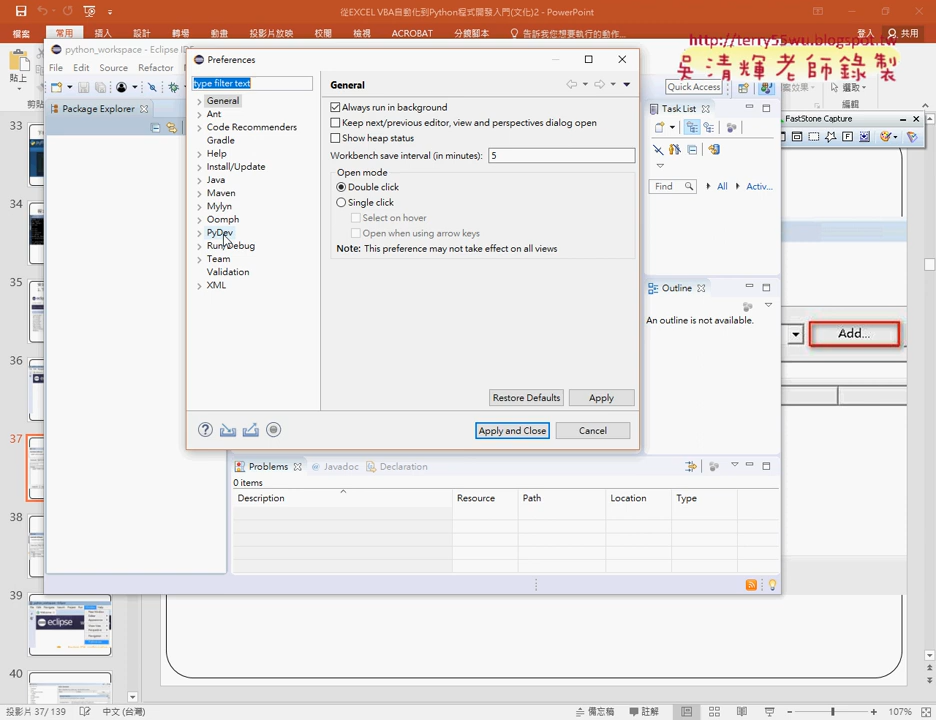 從EXCEL VBA自動化到Python程式開發入門(文化)2 - PowerPoint
檔案 常用 插入 設計 轉場 動畫 投影片放映 校閱 檢視 ACROBAT 分鏡腳本 告訴我您想要執行的動作... 登入 共用
http://terry55wu.blogspot.tw
吳清輝老師錄製
貼上
編輯
選取
python_workspace - Eclipse IDE
File Edit Source Refactor
Quick Access
FastStone Capture
Package Explorer
Task List
Find All Activ...
Outline
An outline is not available.
Preferences
type filter text
General
Ant
Code Recommenders
Gradle
Help
Install/Update
Java
Maven
Mylyn
Oomph
PyDev
Run/Debug
Team
Validation
XML
General
Always run in background
Keep next/previous editor, view and perspectives dialog open
Show heap status
Workbench save interval (in minutes): 5
Open mode
Double click
Single click
Select on hover
Open when using arrow keys
Note: This preference may not take effect on all views
Restore Defaults Apply
Apply and Close Cancel
Add...
Problems Javadoc Declaration
0 items
Description Resource Path Location Type
33
34
35
36
37
38
39
eclipse
40
投影片 37/139 中文 (台灣) 備忘稿 註解 107%